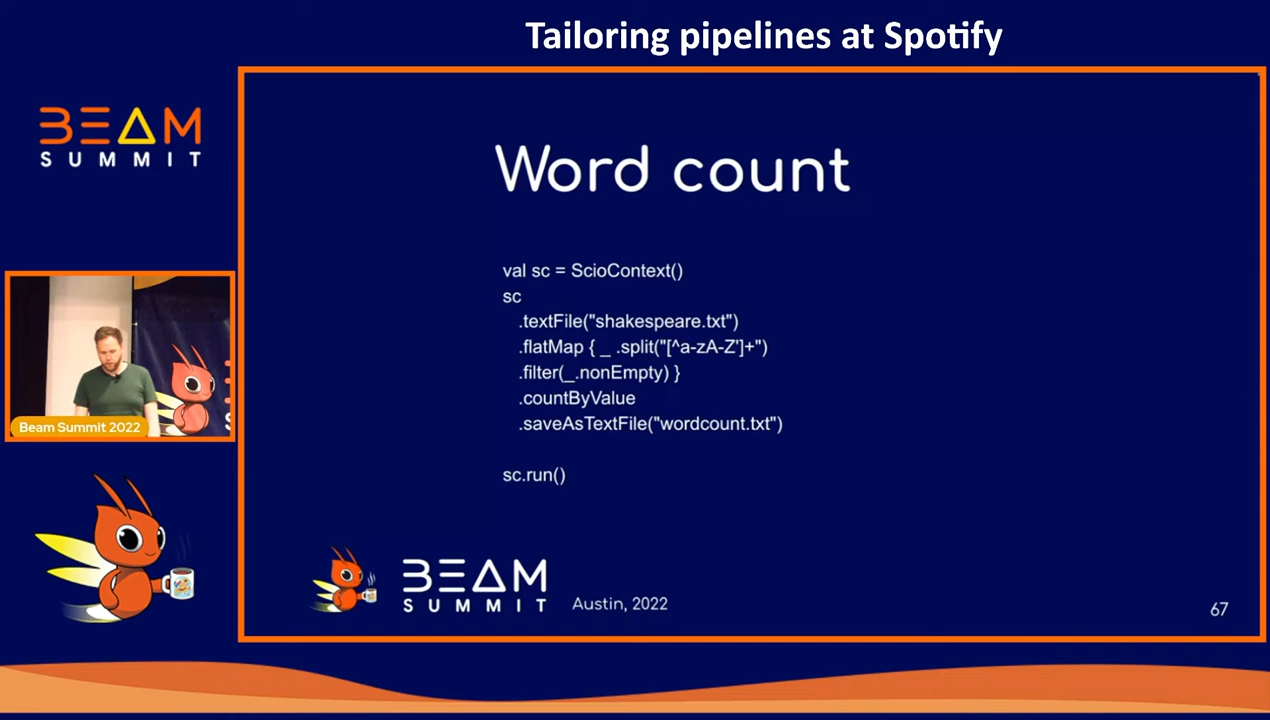 Tailoring pipelines at Spotify
BEAM
SUMMIT
Word count
val sc = ScioContext()
sc
.textFile("shakespeare.txt")
.flatMap { _ .split("[^a-zA-Z']+")
.filter(_.nonEmpty) }
.countByValue
.saveAsTextFile("wordcount.txt")
sc.run()
Beam Summit 2022
BEAM
SUMMIT
Austin, 2022
67